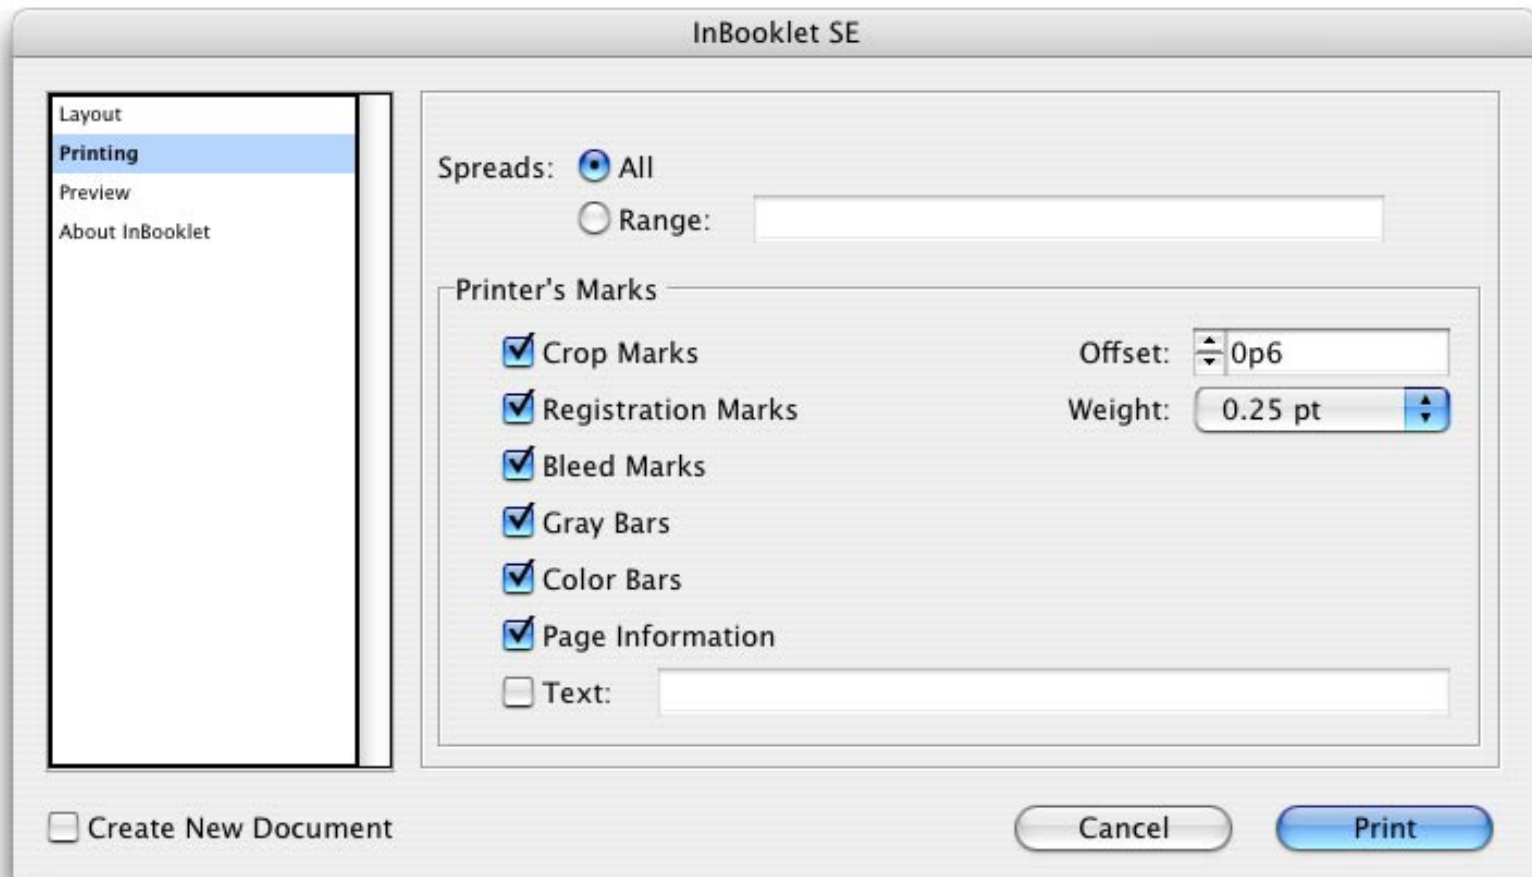 InBooklet SE
Layout
Printing
Preview
About InBooklet
Spreads: All
Range:
Printer's Marks
Crop Marks Offset: 0p6
Registration Marks Weight: 0.25 pt
Bleed Marks
Gray Bars
Color Bars
Page Information
Text:
Create New Document Cancel Print